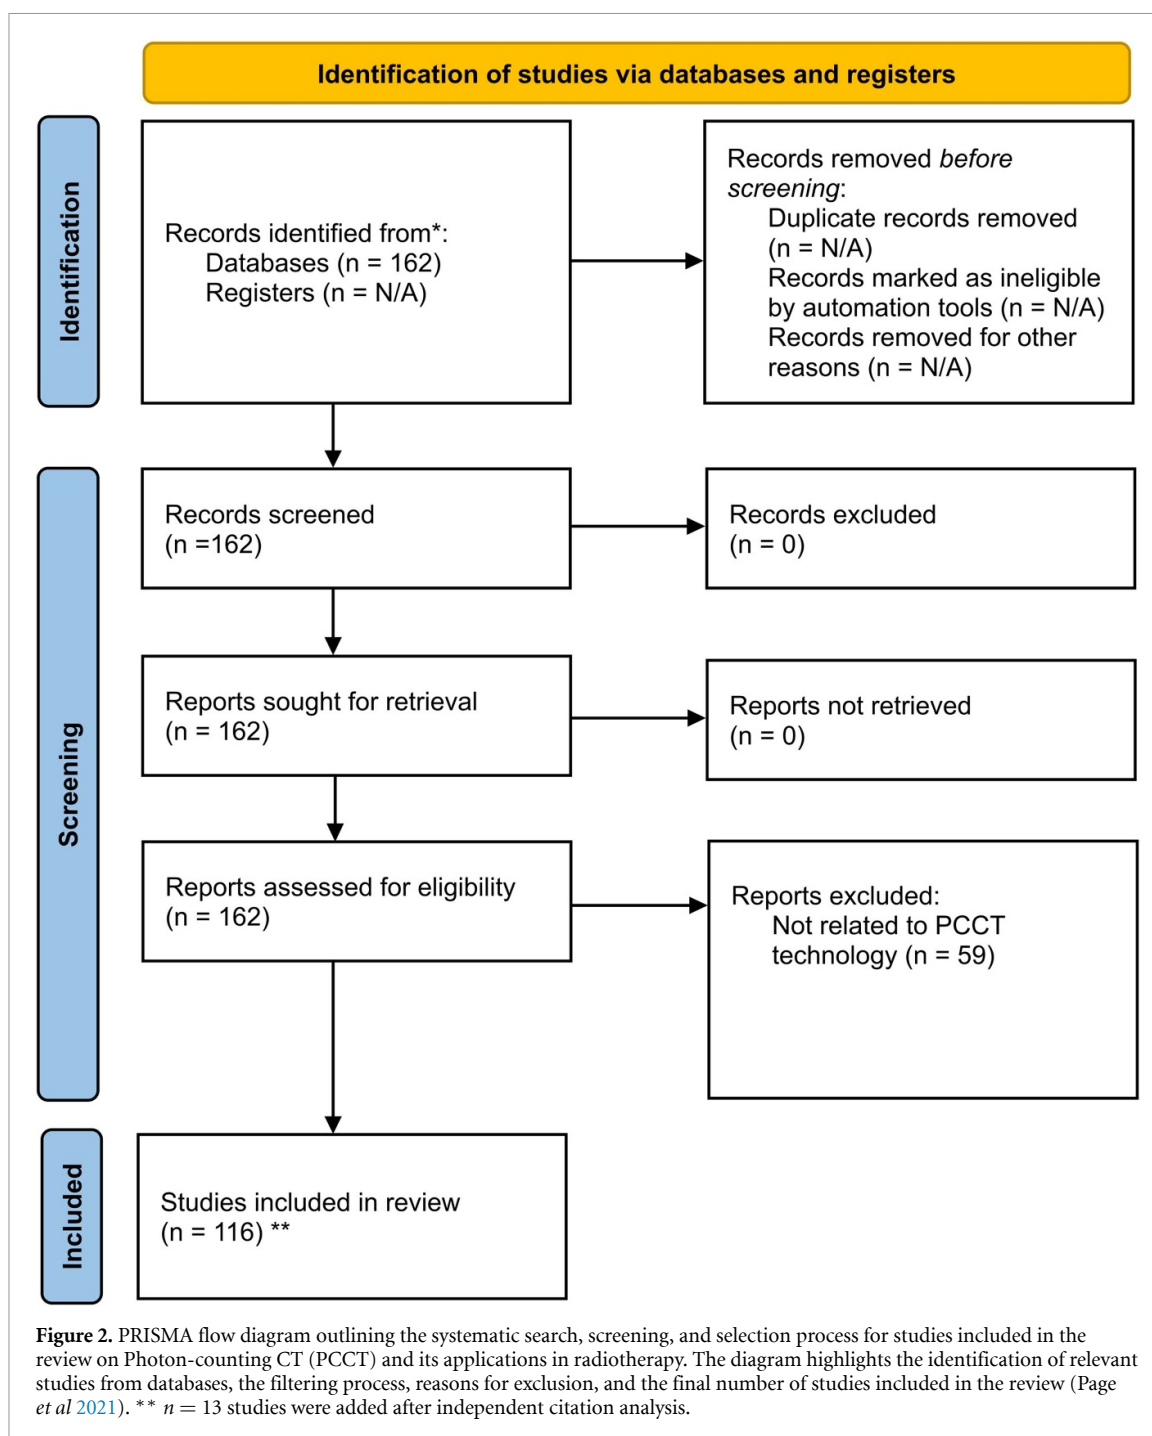 Identification of studies via databases and registers
Identification
Records identified from*:
Databases (n = 162)
Registers (n = N/A)
Records removed before
screening:
Duplicate records removed
(n = N/A)
Records marked as ineligible
by automation tools (n = N/A)
Records removed for other
reasons (n = N/A)
Screening
Records screened
(n =162)
Records excluded
(n = 0)
Reports sought for retrieval
(n = 162)
Reports not retrieved
(n = 0)
Reports assessed for eligibility
(n = 162)
Reports excluded:
Not related to PCCT
technology (n = 59)
Included
Studies included in review
(n = 116) **
Figure 2. PRISMA flow diagram outlining the systematic search, screening, and selection process for studies included in the
review on Photon-counting CT (PCCT) and its applications in radiotherapy. The diagram highlights the identification of relevant
studies from databases, the filtering process, reasons for exclusion, and the final number of studies included in the review (Page
et al 2021). ** n = 13 studies were added after independent citation analysis.